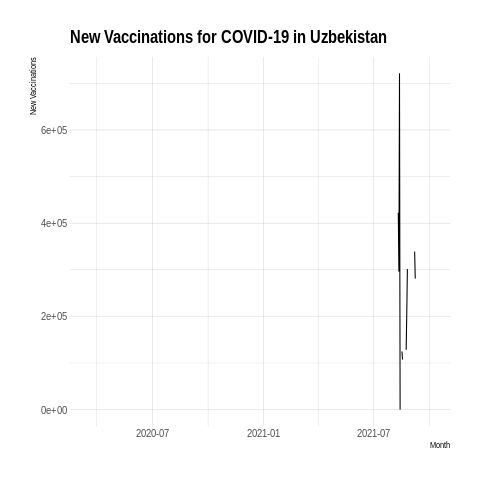 New Vaccinations for COVID-19 in Uzbekistan
New Vaccinations
6e+05
4e+05
2e+05
0e+00
2020-07 2021-01 2021-07
Month